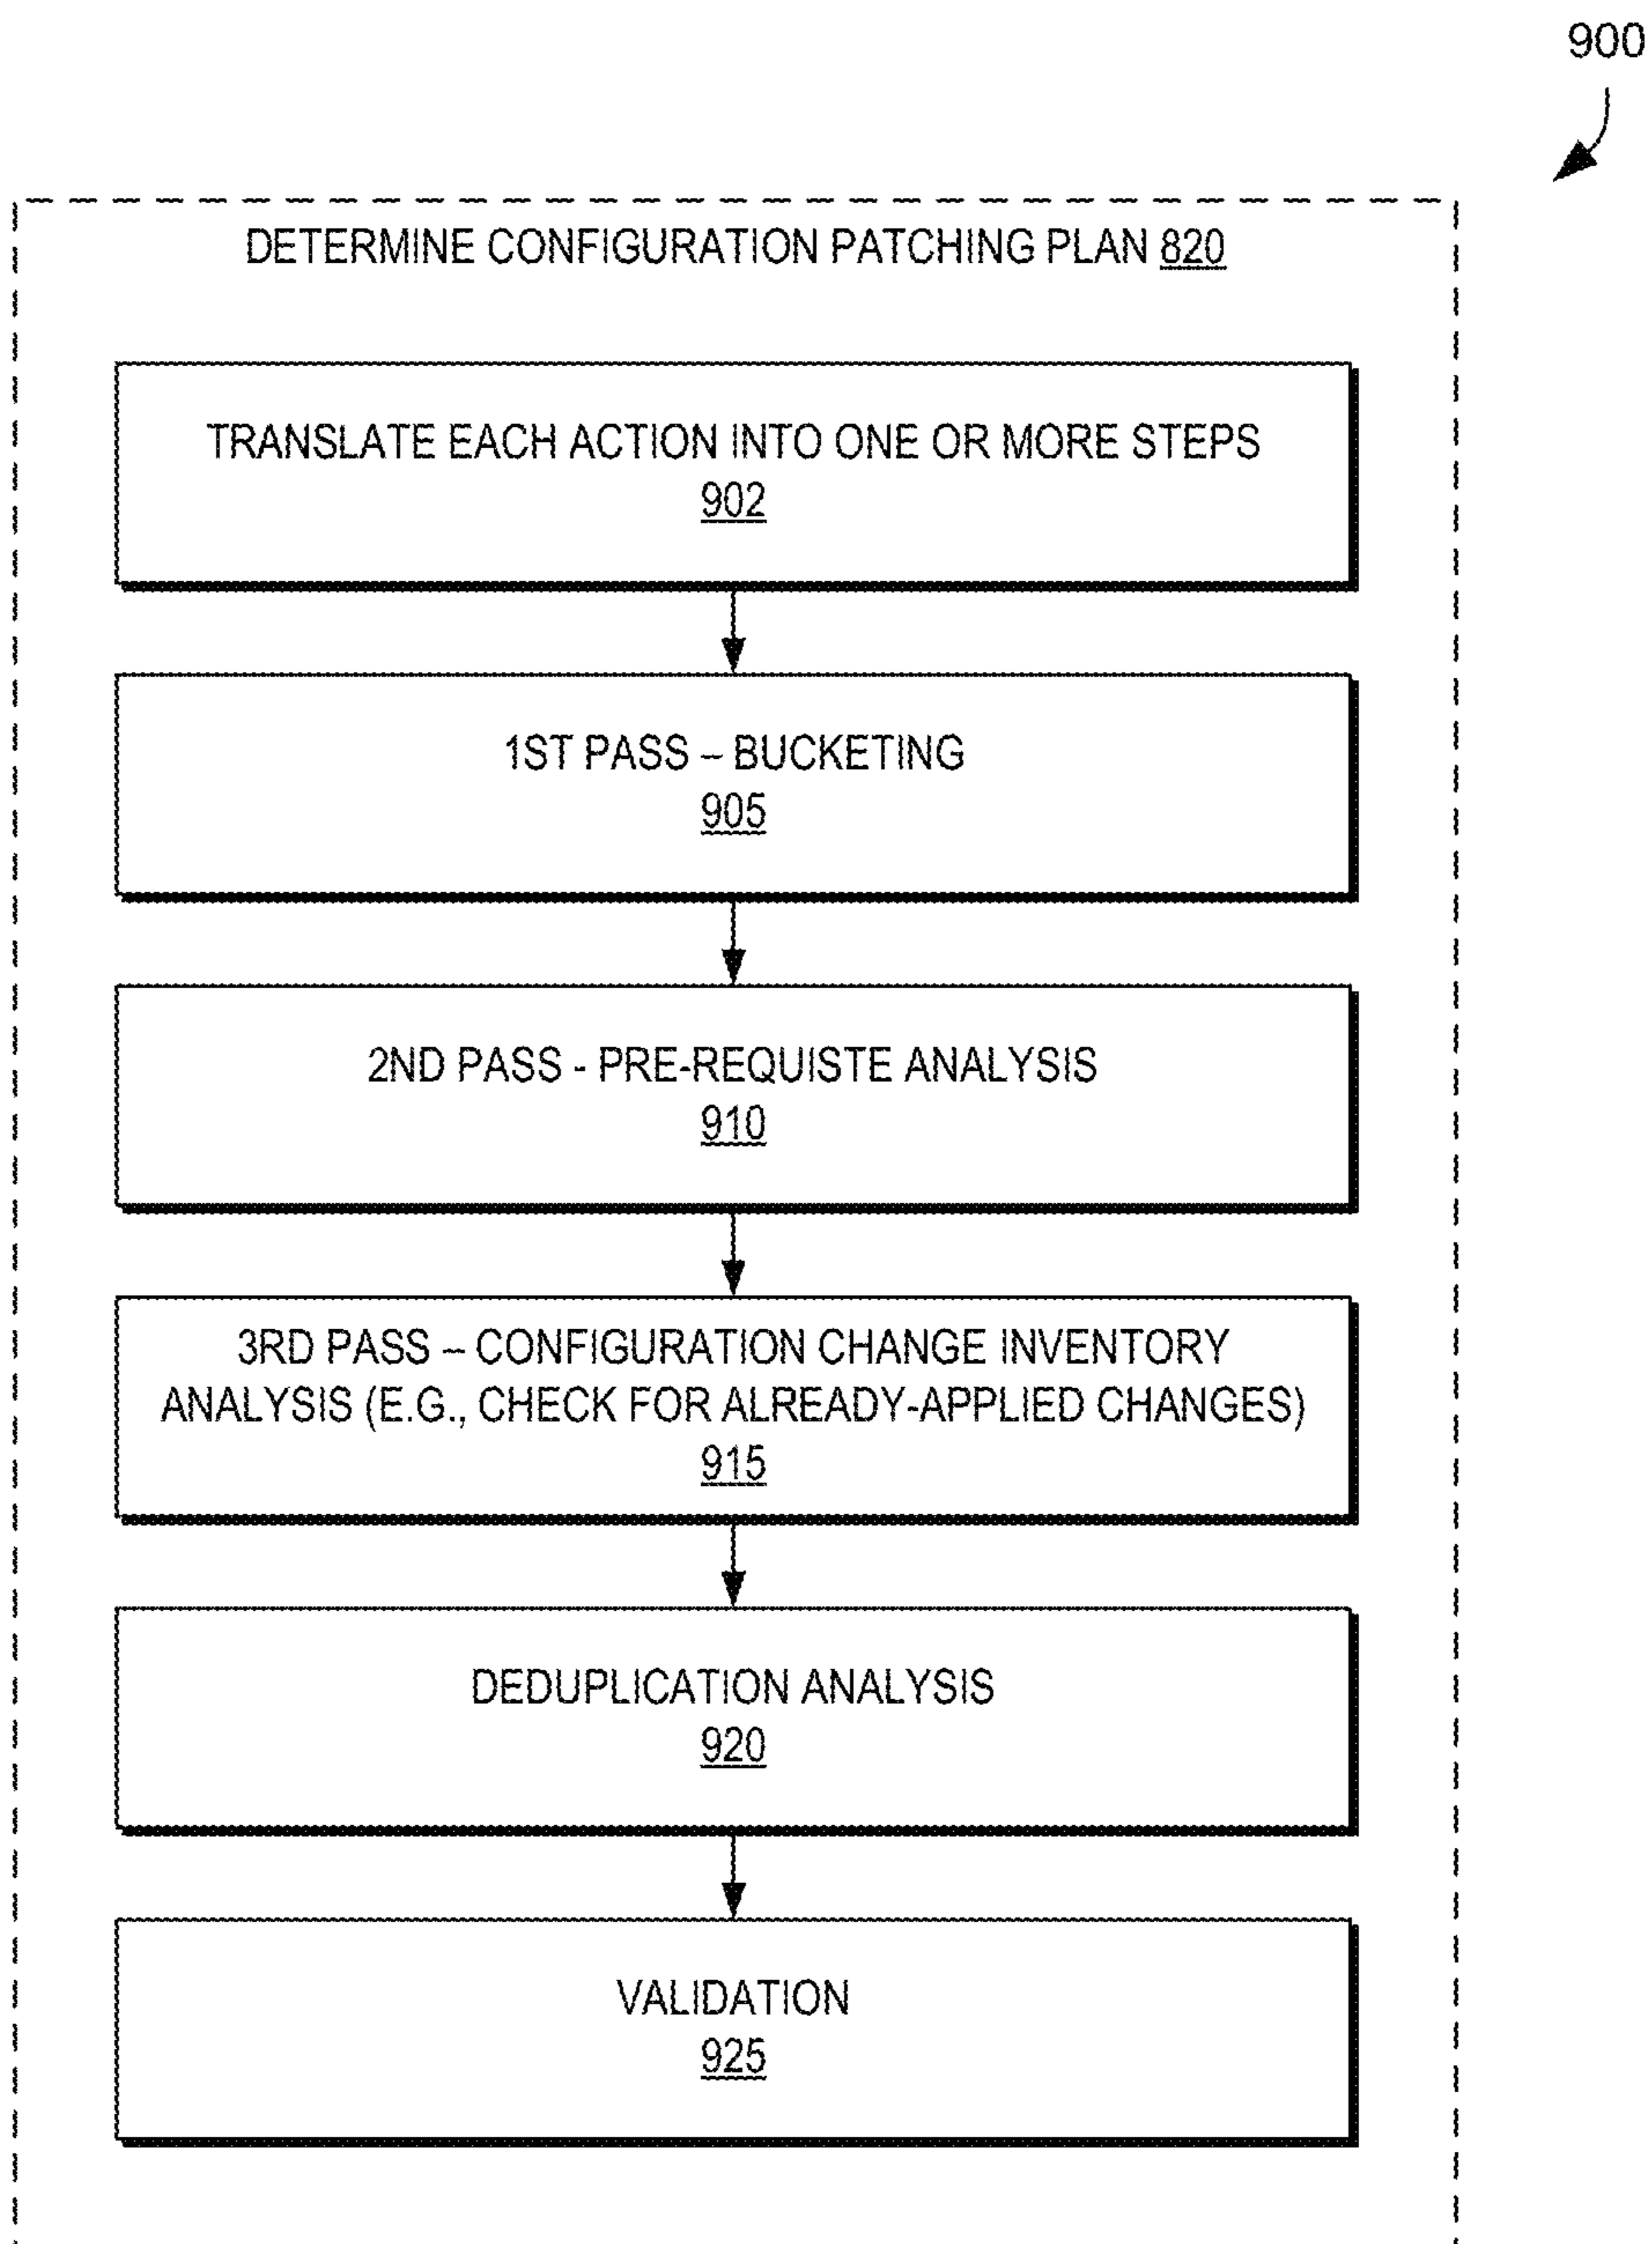 900
DETERMINE CONFIGURATION PATCHING PLAN 820
TRANSLATE EACH ACTION INTO ONE OR MORE STEPS
902
1ST PASS – BUCKETING
905
2ND PASS - PRE-REQUISTE ANALYSIS
910
3RD PASS – CONFIGURATION CHANGE INVENTORY
ANALYSIS (E.G., CHECK FOR ALREADY-APPLIED CHANGES)
915
DEDUPLICATION ANALYSIS
920
VALIDATION
925